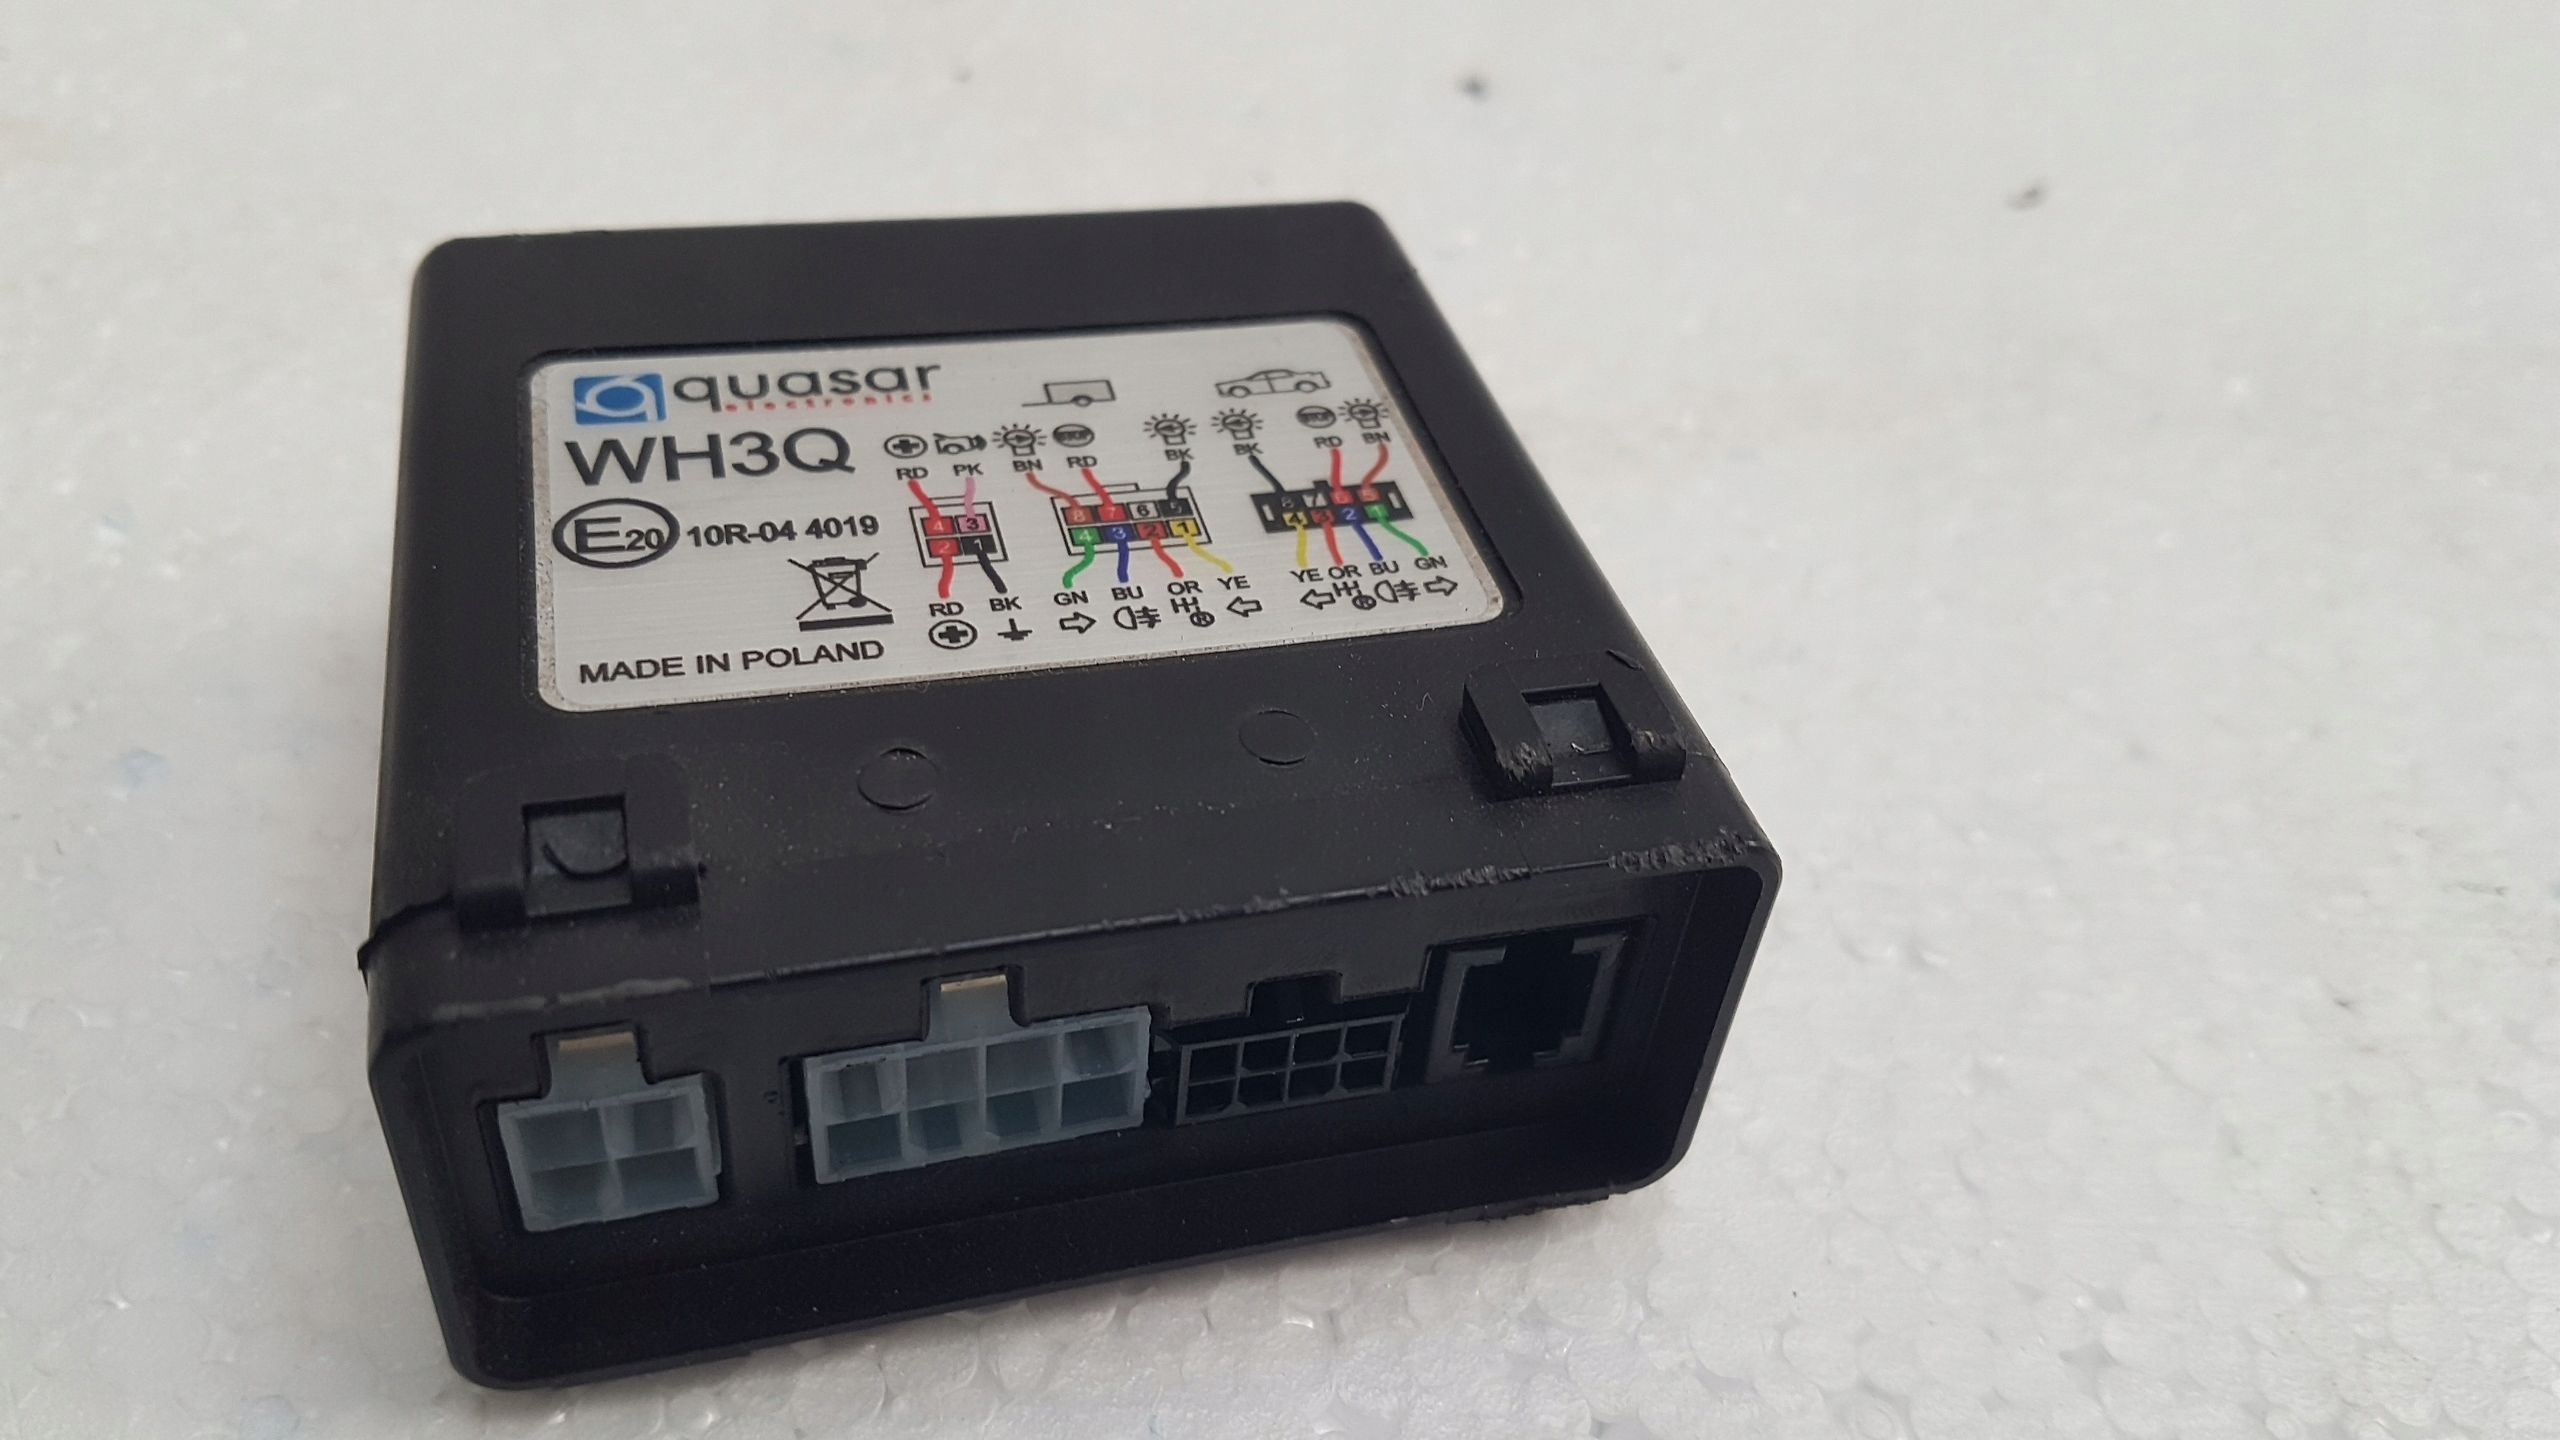 quasar
electronics
WH3Q
E20 10R-04 4019
MADE IN POLAND
RD PK BN RD BK BK RD BN
4 3 8 7 6 5 8 7 6 5
2 1 4 3 2 1 4 3 2 1
RD BK GN BU OR YE YE OR BU GN
R R